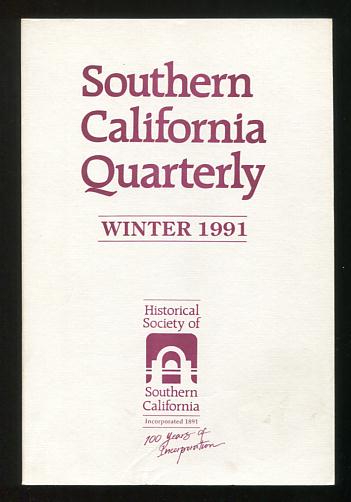 Southern
California
Quarterly
WINTER 1991
Historical
Society of
Southern
California
Incorporated 1891
100 years of
Incorporation